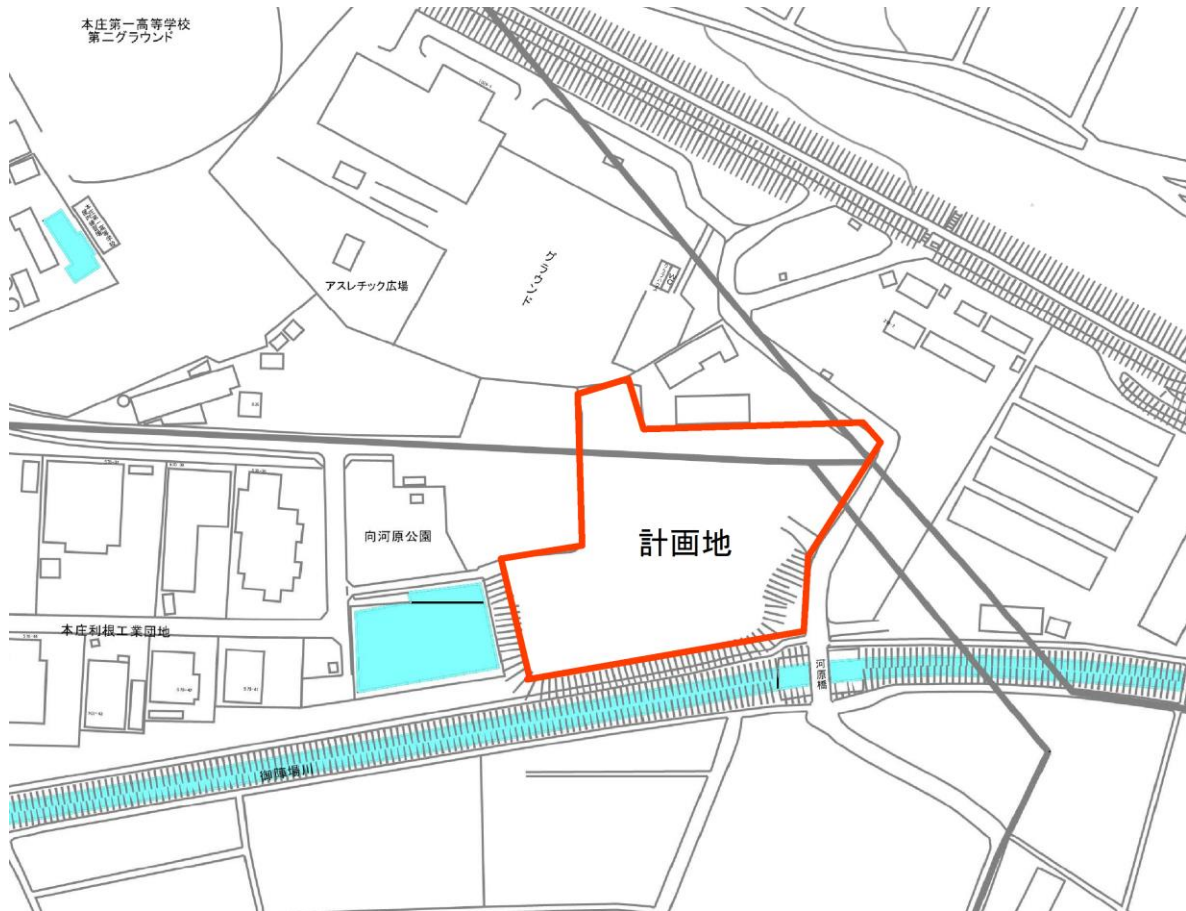 本庄第一高等学校
第二グラウンド
アスレチック広場
グラウンド
計画地
向河原公園
本庄利根工業団地
河原橋
御陣場川